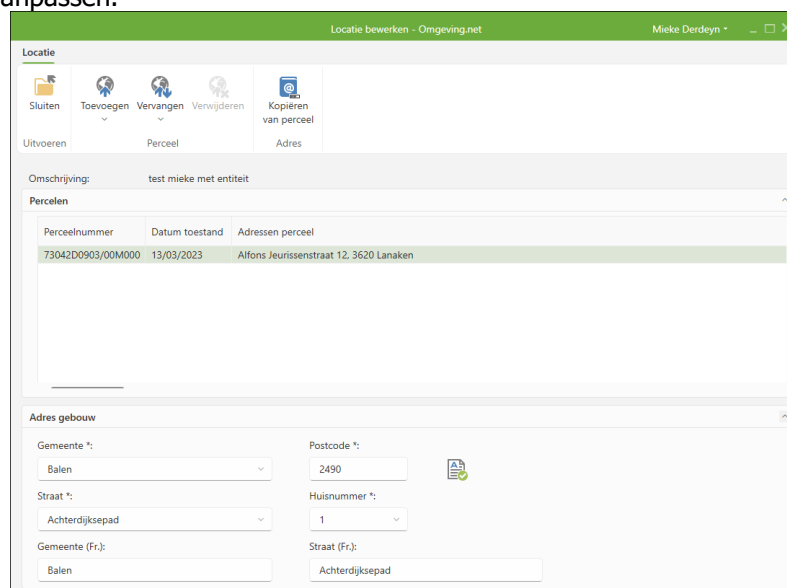 aanpassen.
Locatie bewerken - Omgeving.net Mieke Derdeyn
Locatie
Sluiten Toevoegen Vervangen Verwijderen Kopiëren van perceel
Uitvoeren Perceel Adres
Omschrijving: test mieke met entiteit
Percelen
Perceelnummer Datum toestand Adressen perceel
73042D0903/00M000 13/03/2023 Alfons Jeurissenstraat 12, 3620 Lanaken
Adres gebouw
Gemeente *: Postcode *:
Balen 2490
Straat *: Huisnummer *:
Achterdijksepad 1
Gemeente (Fr.): Straat (Fr.):
Balen Achterdijksepad